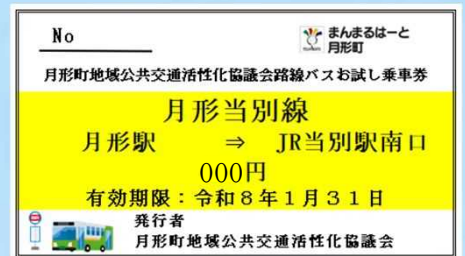 No
まんまるはーと
月形町
月形町地域公共交通活性化協議会路線バスお試し乗車券
月形当別線
月形駅　⇒　JR当別駅南口
000円
有効期限：令和８年１月３１日
発行者
月形町地域公共交通活性化協議会